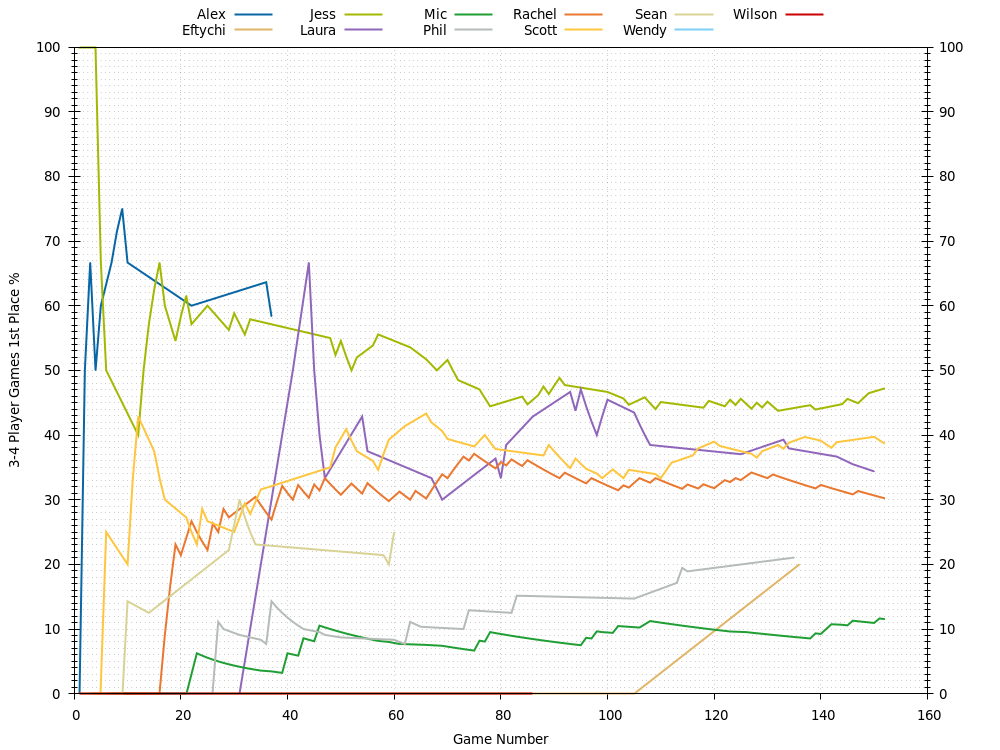 Alex Jess Mic Rachel Sean Wilson
Eftychi Laura Phil Scott Wendy
100 100
90 90
80 80
70 70
60 60
50 50
40 40
30 30
20 20
10 10
0 0
0 20 40 60 80 100 120 140 160
3-4 Player Games 1st Place %
Game Number